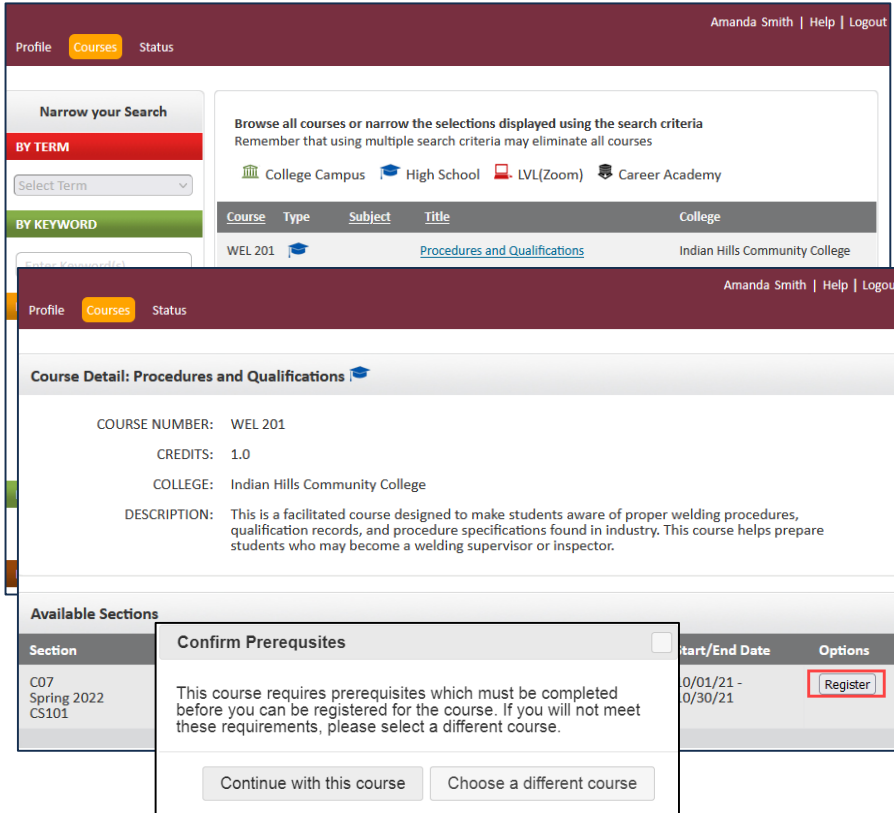 Amanda Smith | Help | Logout
Profile Courses Status
Narrow your Search
BY TERM
Select Term
BY KEYWORD
Enter Keyword(s)
Browse all courses or narrow the selections displayed using the search criteria
Remember that using multiple search criteria may eliminate all courses
College Campus High School LVL(Zoom) Career Academy
Course Type Subject Title College
WEL 201 Procedures and Qualifications Indian Hills Community College
Amanda Smith | Help | Logou
Profile Courses Status
Course Detail: Procedures and Qualifications
COURSE NUMBER: WEL 201
CREDITS: 1.0
COLLEGE: Indian Hills Community College
DESCRIPTION: This is a facilitated course designed to make students aware of proper welding procedures,
qualification records, and procedure specifications found in industry. This course helps prepare
students who may become a welding supervisor or inspector.
Available Sections
Section Start/End Date Options
C07 10/01/21 - Register
Spring 2022 10/30/21
CS101
Confirm Prerequsites
This course requires prerequisites which must be completed
before you can be registered for the course. If you will not meet
these requirements, please select a different course.
Continue with this course Choose a different course